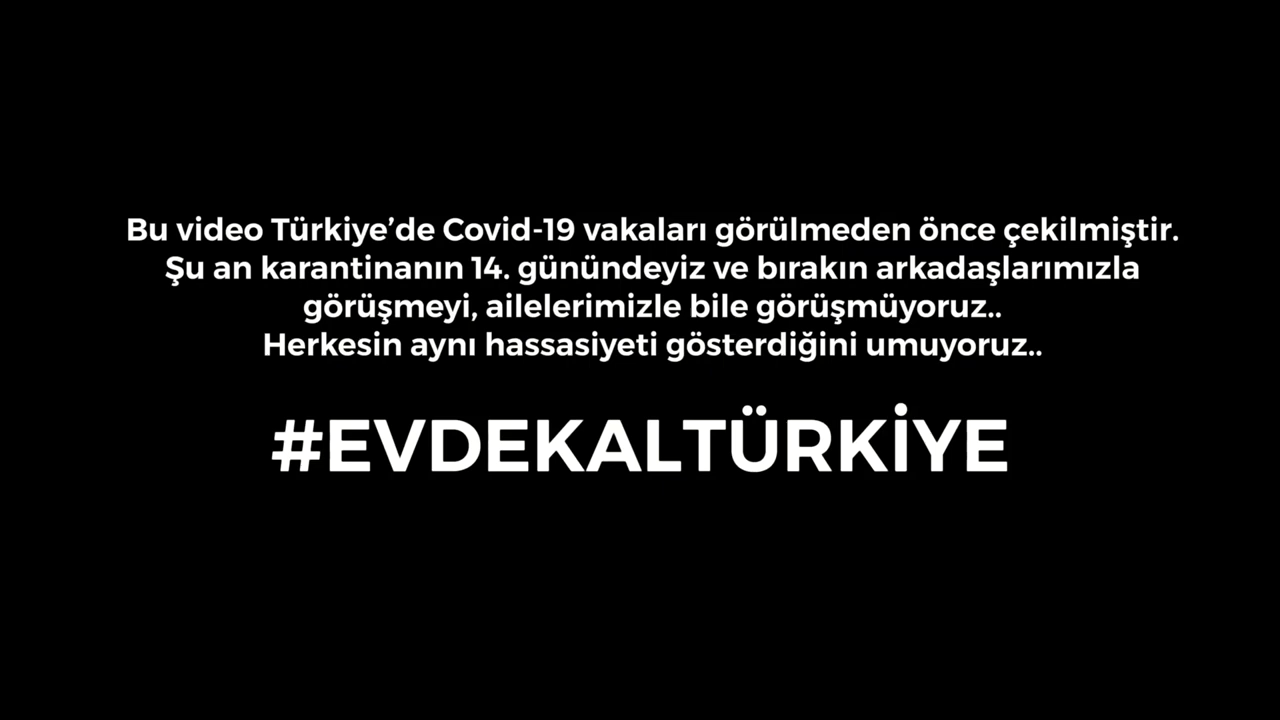 Bu video Türkiye’de Covid-19 vakaları görülmeden önce çekilmiştir.
Şu an karantinanın 14. günündeyiz ve bırakın arkadaşlarımızla
görüşmeyi, ailelerimizle bile görüşmüyoruz..
Herkesin aynı hassasiyeti gösterdiğini umuyoruz..
#EVDEKALTÜRKİYE